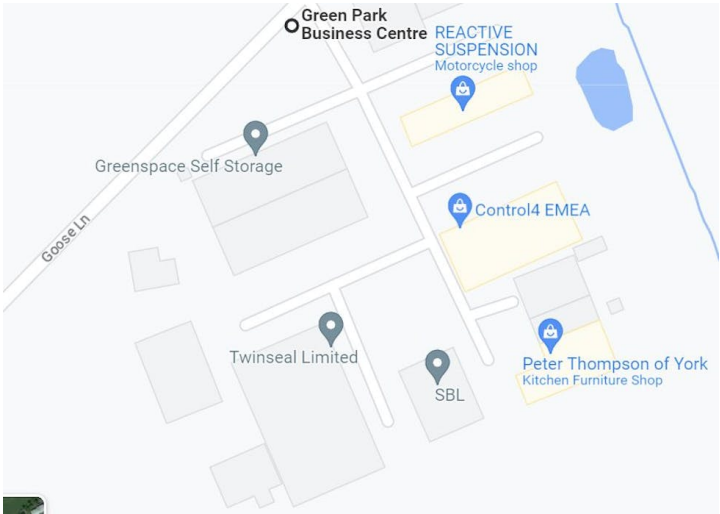 Green Park
Business Centre
REACTIVE
SUSPENSION
Motorcycle shop
Greenspace Self Storage
Goose Ln
Control4 EMEA
Twinseal Limited
Peter Thompson of York
Kitchen Furniture Shop
SBL